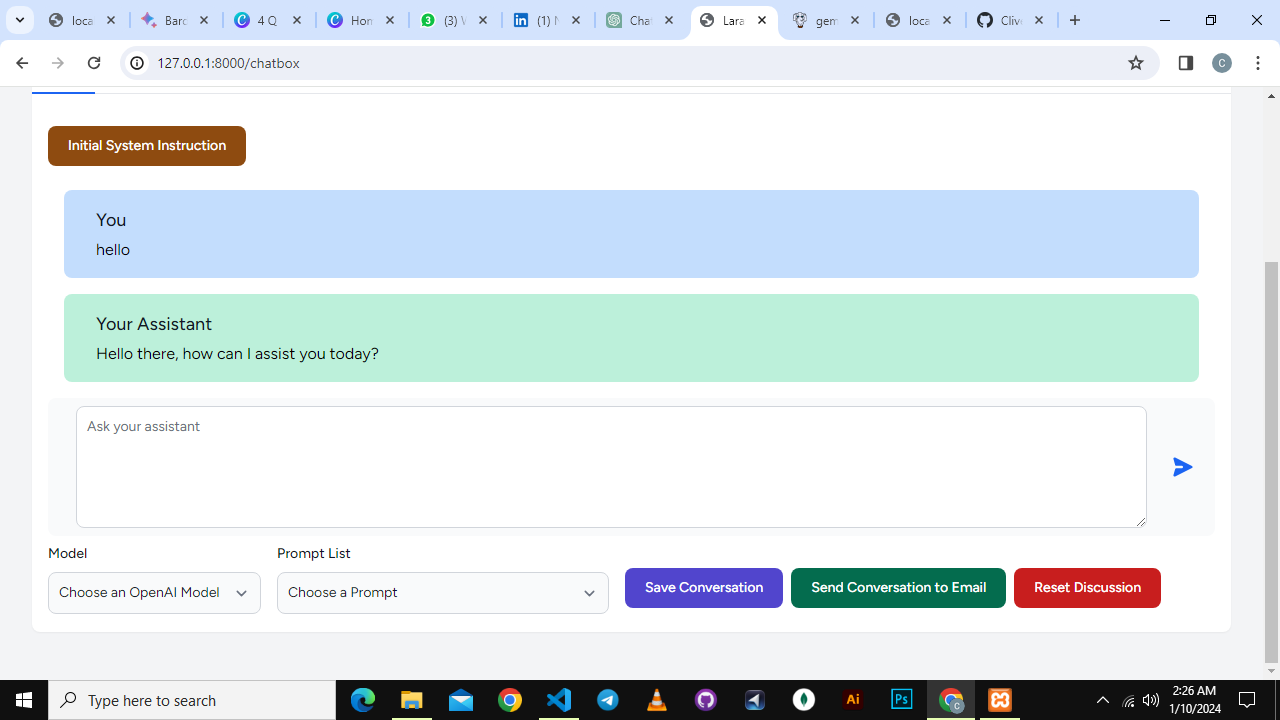 loca
Bard
4 Q
Hom
(3) W
(1) N
Cha
Lara
gem
loca
Clive
127.0.0.1:8000/chatbox
C
Initial System Instruction
You
hello
Your Assistant
Hello there, how can I assist you today?
Ask your assistant
Model
Prompt List
Choose an OpenAI Model
Choose a Prompt
Save Conversation
Send Conversation to Email
Reset Discussion
Type here to search
Ai
Ps
2:26 AM
1/10/2024